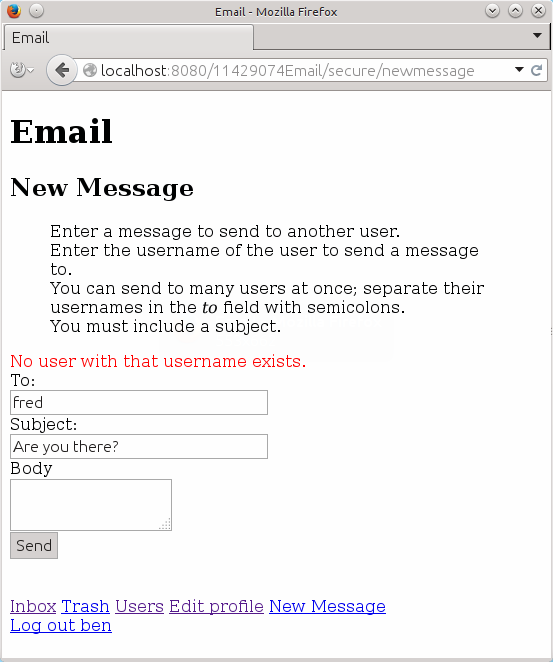 Email - Mozilla Firefox
Email
localhost:8080/11429074Email/secure/newmessage
Email
New Message
Enter a message to send to another user.
Enter the username of the user to send a message
to.
You can send to many users at once; separate their
usernames in the to field with semicolons.
You must include a subject.
No user with that username exists.
To:
fred
Subject:
Are you there?
Body
Send
Inbox Trash Users Edit profile New Message
Log out ben